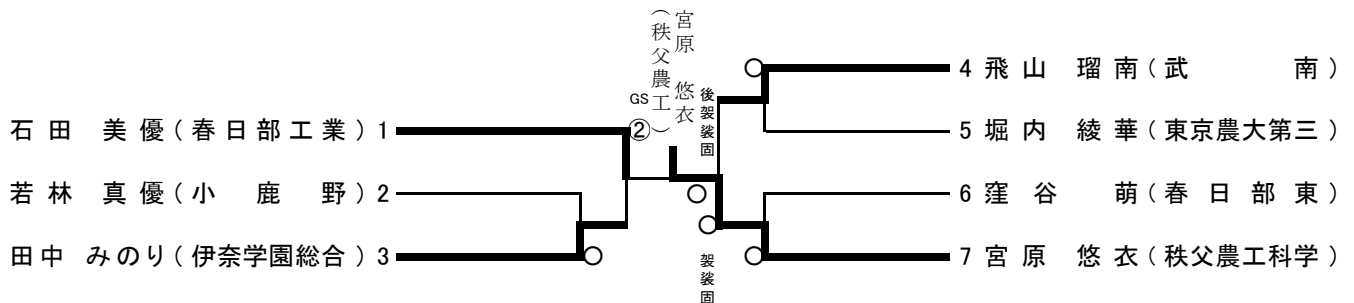 石田 美優(春日部工業) 1
若林 真優(小鹿野) 2
田中 みのり(伊奈学園総合) 3
宮原 悠衣
(秩父農工)
GS
②
後袈裟固
○
○
○
○
○
袈裟固
4 飛山 瑠南(武南)
5 堀内 綾華(東京農大第三)
6 窪谷 萌(春日部東)
7 宮原 悠衣(秩父農工科学)